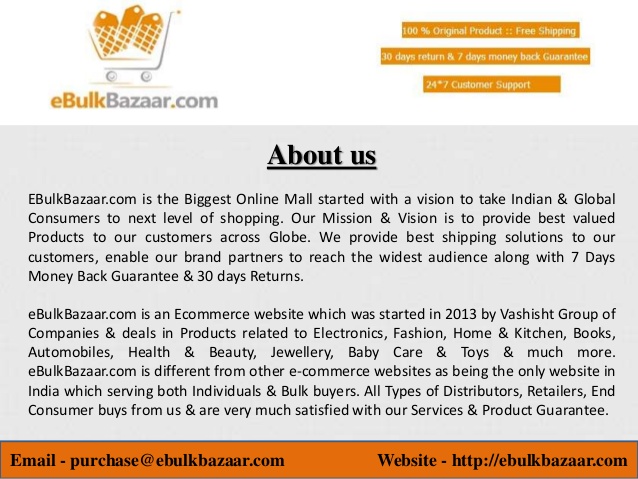 eBulkBazaar.com
100 % Original Product :: Free Shipping
30 days return & 7 days money back Guarantee
24*7 Customer Support
About us
EBulkBazaar.com is the Biggest Online Mall started with a vision to take Indian & Global
Consumers to next level of shopping. Our Mission & Vision is to provide best valued
Products to our customers across Globe. We provide best shipping solutions to our
customers, enable our brand partners to reach the widest audience along with 7 Days
Money Back Guarantee & 30 days Returns.
eBulkBazaar.com is an Ecommerce website which was started in 2013 by Vashisht Group of
Companies & deals in Products related to Electronics, Fashion, Home & Kitchen, Books,
Automobiles, Health & Beauty, Jewellery, Baby Care & Toys & much more.
eBulkBazaar.com is different from other e-commerce websites as being the only website in
India which serving both Individuals & Bulk buyers. All Types of Distributors, Retailers, End
Consumer buys from us & are very much satisfied with our Services & Product Guarantee.
Email - purchase@ebulkbazaar.com Website - http://ebulkbazaar.com